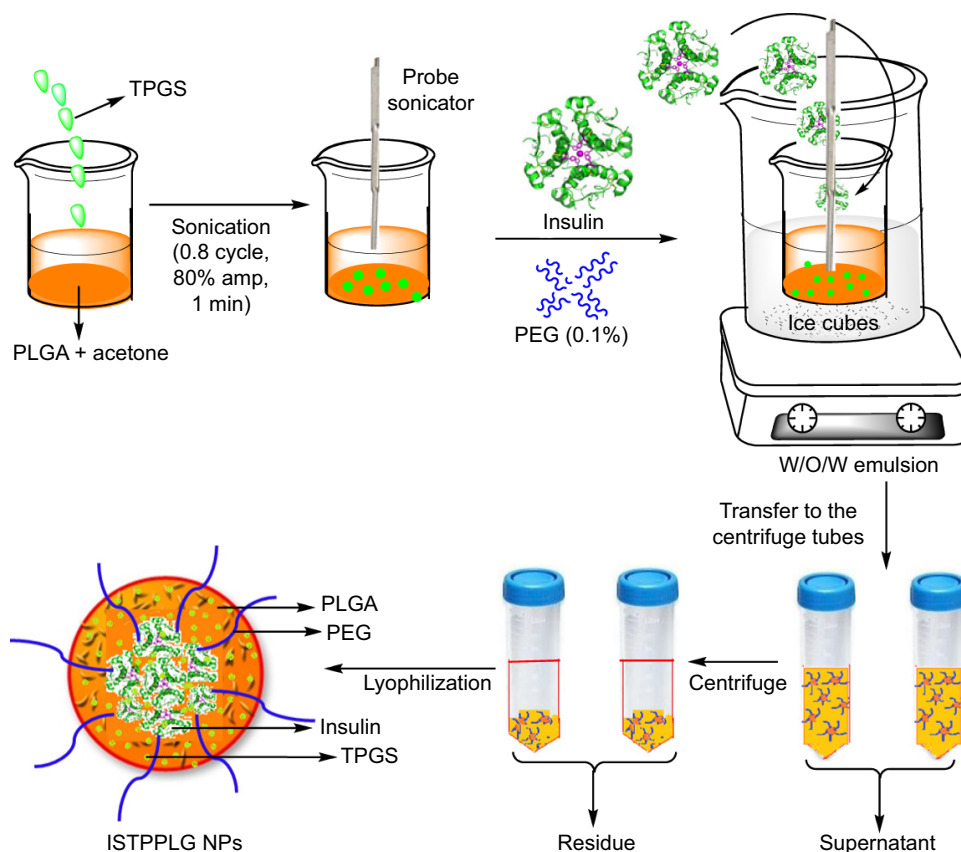 TPGS
Probe
sonicator
Sonication
(0.8 cycle,
80% amp,
1 min)
PLGA + acetone
Insulin
PEG (0.1%)
Ice cubes
W/O/W emulsion
Transfer to the
centrifuge tubes
Centrifuge
Lyophilization
PLGA
PEG
Insulin
TPGS
ISTPPLG NPs
Residue
Supernatant